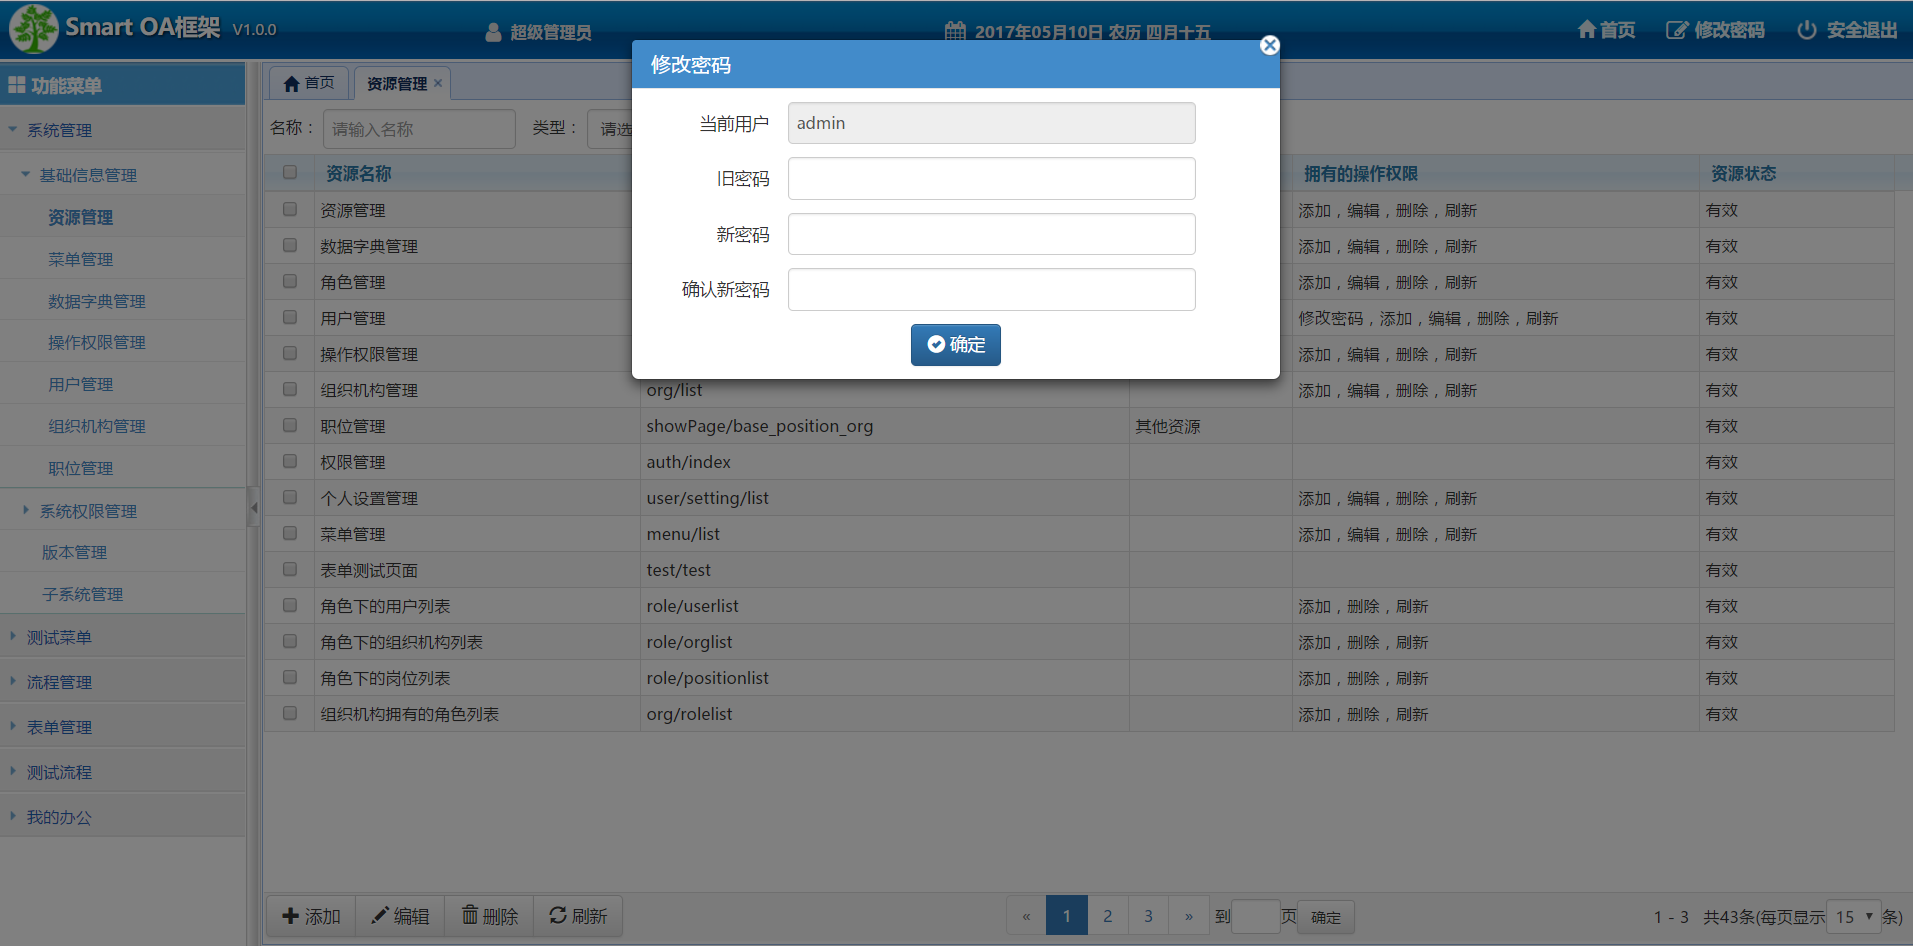 Smart OA框架 V1.0.0
超级管理员
2017年05月10日 农历 四月十五
首页
修改密码
安全退出
功能菜单
系统管理
基础信息管理
资源管理
菜单管理
数据字典管理
操作权限管理
用户管理
组织机构管理
职位管理
系统权限管理
版本管理
子系统管理
测试菜单
流程管理
表单管理
测试流程
我的办公
首页
资源管理 ×
名称： 请输入名称 类型： 请选
修改密码
当前用户 admin
旧密码
新密码
确认新密码
确定
资源名称 拥有的操作权限 资源状态
资源管理 添加，编辑，删除，刷新 有效
数据字典管理 添加，编辑，删除，刷新 有效
角色管理 添加，编辑，删除，刷新 有效
用户管理 修改密码，添加，编辑，删除，刷新 有效
操作权限管理 添加，编辑，删除，刷新 有效
组织机构管理 org/list 添加，编辑，删除，刷新 有效
职位管理 showPage/base_position_org 其他资源 有效
权限管理 auth/index 有效
个人设置管理 user/setting/list 添加，编辑，删除，刷新 有效
菜单管理 menu/list 添加，编辑，删除，刷新 有效
表单测试页面 test/test 有效
角色下的用户列表 role/userlist 添加，删除，刷新 有效
角色下的组织机构列表 role/orglist 添加，删除，刷新 有效
角色下的岗位列表 role/positionlist 添加，删除，刷新 有效
组织机构拥有的角色列表 org/rolelist 添加，删除，刷新 有效
添加 编辑 删除 刷新
« 1 2 3 » 到 页 确定
1 - 3 共43条(每页显示 15 条)